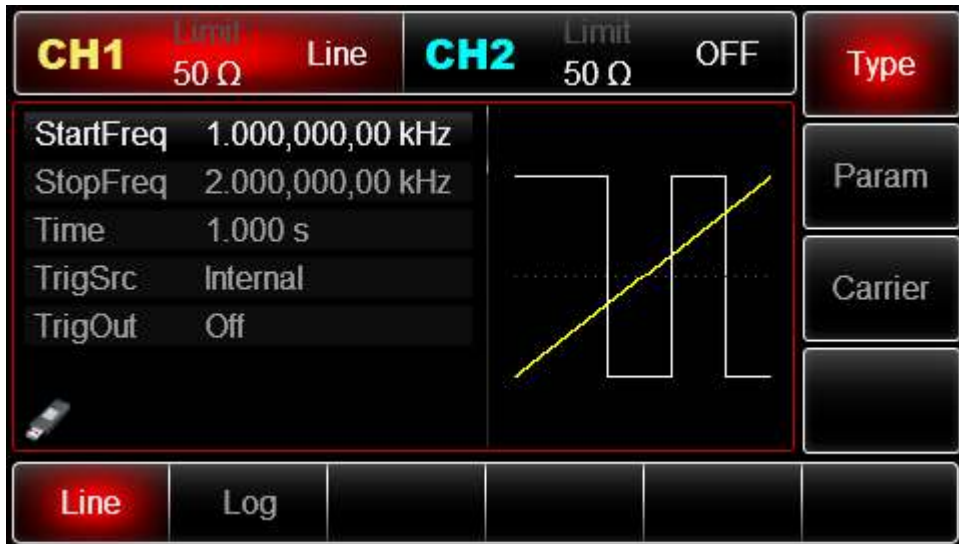 CH1 Limit 50 Ω Line CH2 Limit 50 Ω OFF Type
StartFreq 1.000,000,00 kHz
StopFreq 2.000,000,00 kHz
Param
Time 1.000 s
TrigSrc Internal
Carrier
TrigOut Off
Line Log